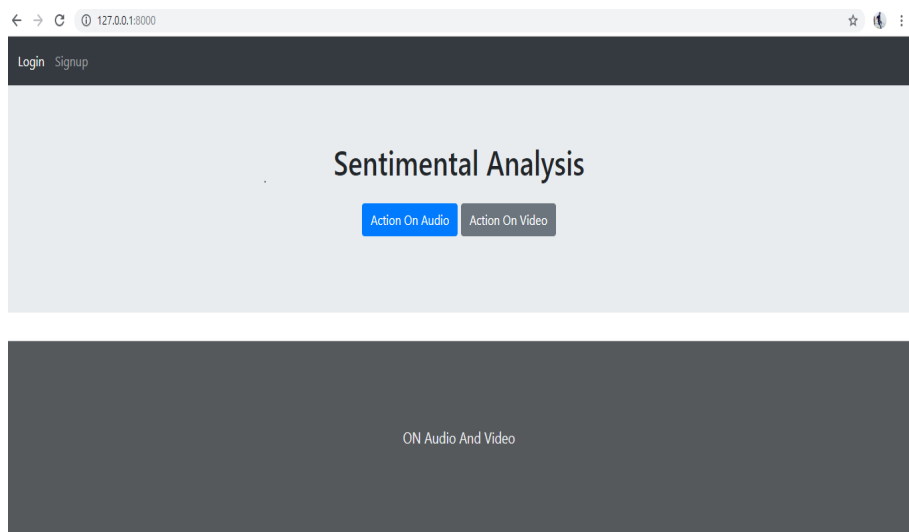 127.0.0.1:8000
Login Signup
Sentimental Analysis
Action On Audio Action On Video
ON Audio And Video